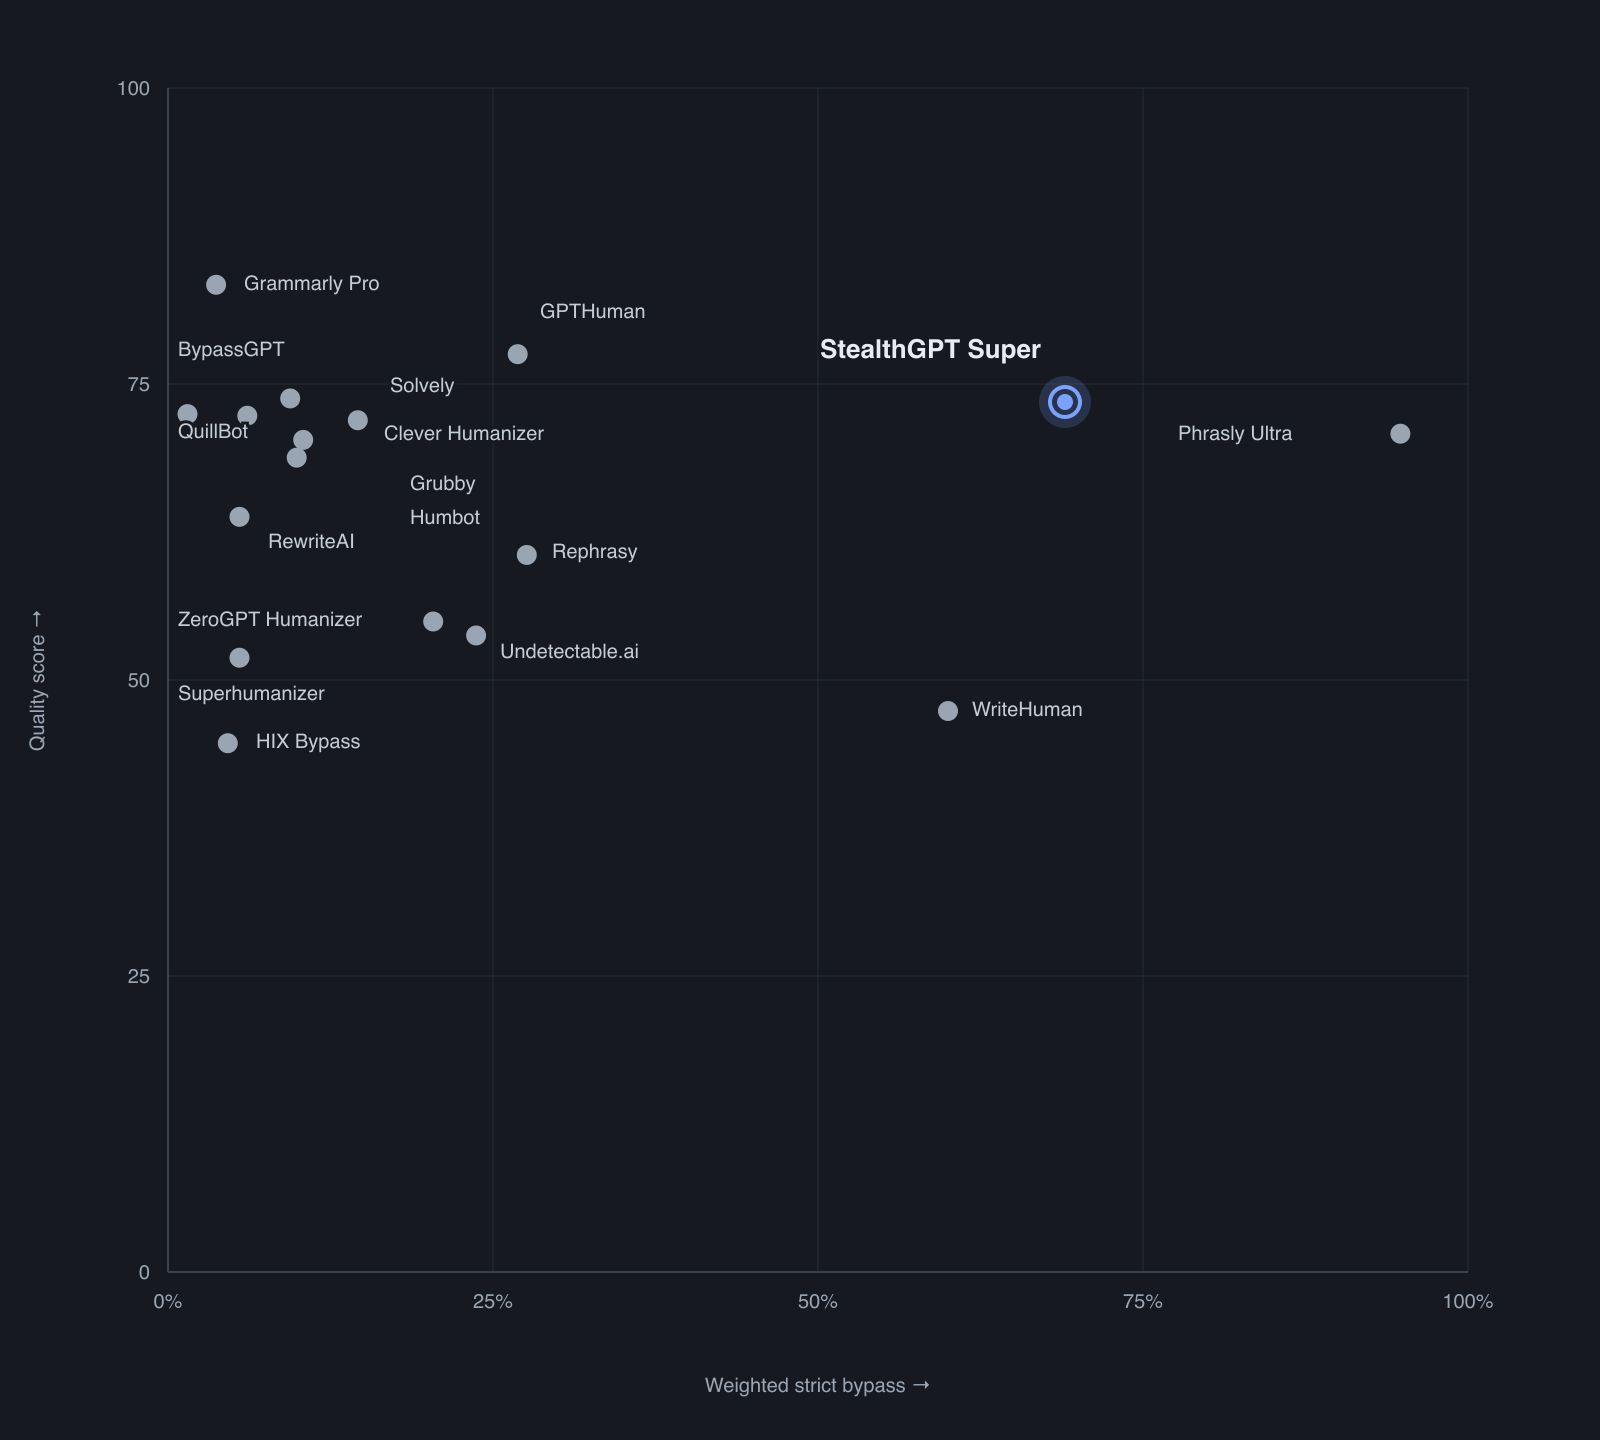 100
Grammarly Pro
GPTHuman
BypassGPT
StealthGPT Super
75
Solvely
QuillBot
Clever Humanizer
Phrasly Ultra
Grubby
Humbot
RewriteAI
Rephrasy
ZeroGPT Humanizer
Undetectable.ai
50
Superhumanizer
WriteHuman
HIX Bypass
Quality score →
25
0
0% 25% 50% 75% 100%
Weighted strict bypass →